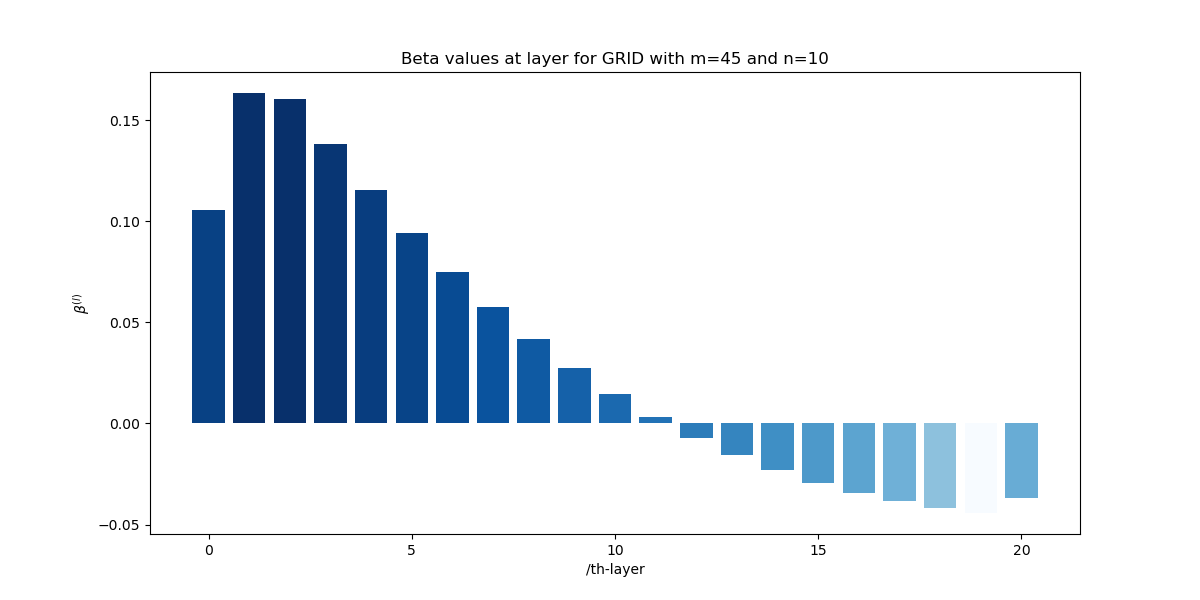 Beta values at layer for GRID with m=45 and n=10
0.15
0.10
0.05
0.00
−0.05
β^(l)
0 5 10 15 20
/th-layer